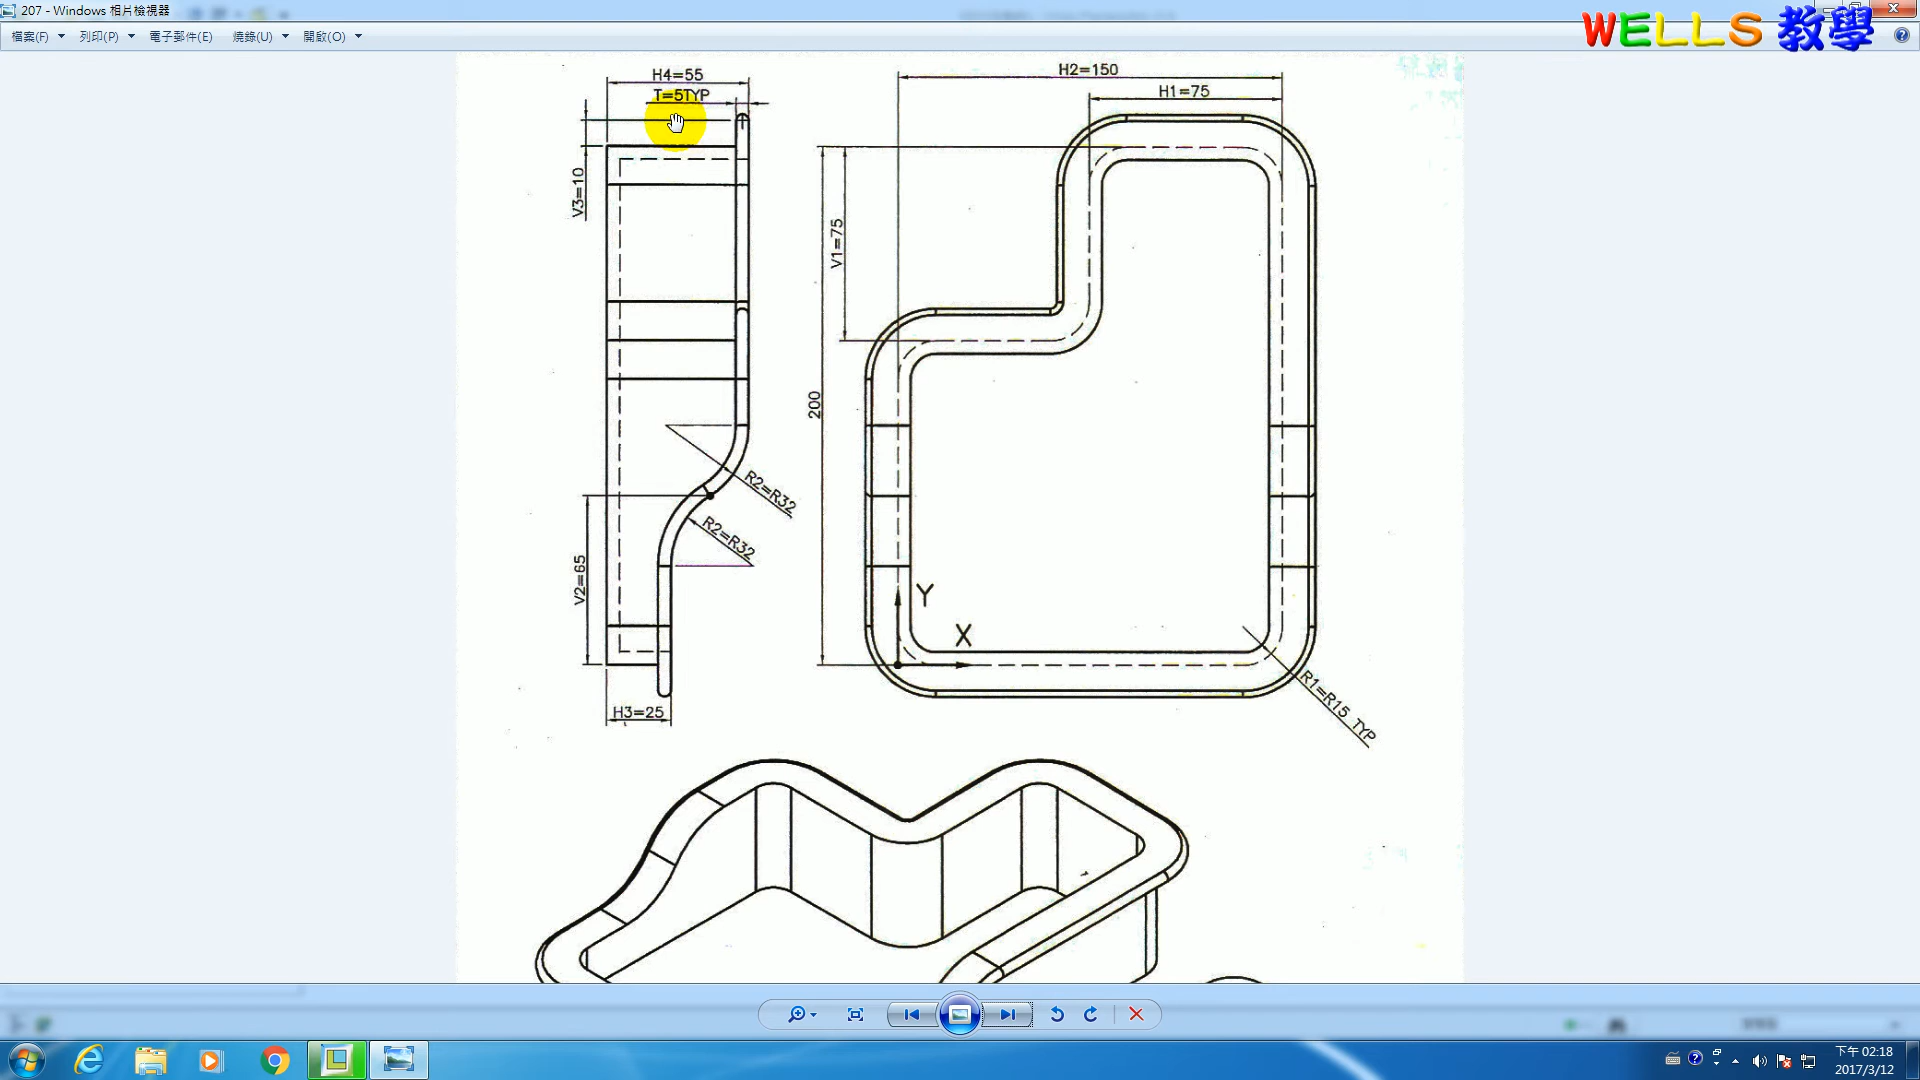 207 - Windows 相片檢視器
WELLS 教學
檔案(F) 列印(P) 電子郵件(E) 燒錄(U) 開啟(O)
H4=55
T=5TYP
V3=10
H2=150
H1=75
V1=75
200
R2=R32
R2=R32
V2=65
H3=25
Y
X
R1=R15 TYP
下午 02:18
2017/3/12